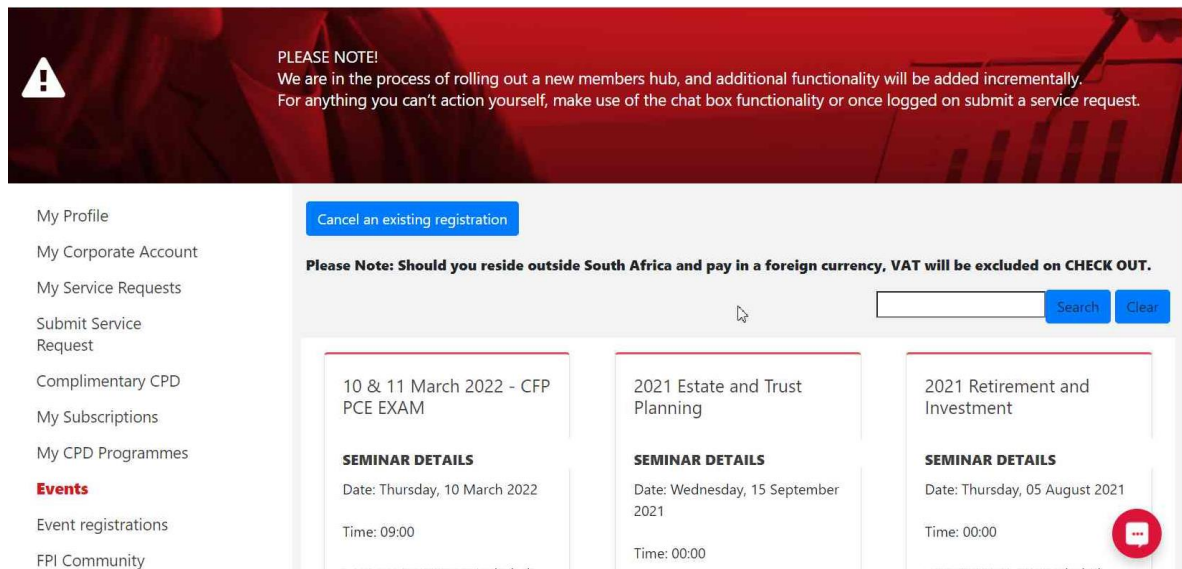 PLEASE NOTE!
We are in the process of rolling out a new members hub, and additional functionality will be added incrementally.
For anything you can't action yourself, make use of the chat box functionality or once logged on submit a service request.
My Profile
My Corporate Account
My Service Requests
Submit Service
Request
Complimentary CPD
My Subscriptions
My CPD Programmes
Events
Event registrations
FPI Community
Cancel an existing registration
Please Note: Should you reside outside South Africa and pay in a foreign currency, VAT will be excluded on CHECK OUT.
Search
Clear
10 & 11 March 2022 - CFP
PCE EXAM
SEMINAR DETAILS
Date: Thursday, 10 March 2022
Time: 09:00
2021 Estate and Trust
Planning
SEMINAR DETAILS
Date: Wednesday, 15 September
2021
Time: 00:00
2021 Retirement and
Investment
SEMINAR DETAILS
Date: Thursday, 05 August 2021
Time: 00:00